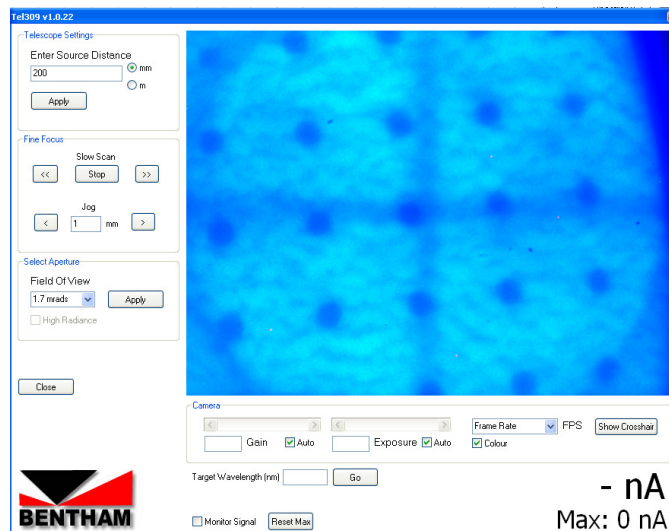 Tel309 v1.0.22
Telescope Settings
Enter Source Distance
200
mm
m
Apply
Fine Focus
Slow Scan
<<
Stop
>>
Jog
<
1
mm
>
Select Aperture
Field Of View
1.7 mrads
Apply
High Radiance
Close
Camera
Gain
Auto
Exposure
Auto
Frame Rate
FPS
Show Crosshair
Colour
Target Wavelength (nm)
Go
- nA
Monitor Signal
Reset Max
Max: 0 nA
BENTHAM